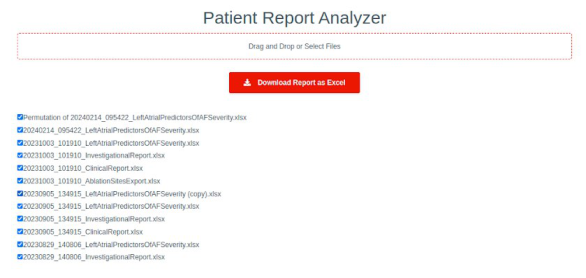 Patient Report Analyzer
Drag and Drop or Select Files
Download Report as Excel
Permutation of 20240214_095422_LeftAtrialPredictorsOfAFSeverity.xlsx
20240214_095422_LeftAtrialPredictorsOfAFSeverity.xlsx
20231003_101910_LeftAtrialPredictorsOfAFSeverity.xlsx
20231003_101910_InvestigationalReport.xlsx
20231003_101910_ClinicalReport.xlsx
20231003_101910_AblationSitesExport.xlsx
20230905_134915_LeftAtrialPredictorsOfAFSeverity (copy).xlsx
20230905_134915_LeftAtrialPredictorsOfAFSeverity.xlsx
20230905_134915_InvestigationalReport.xlsx
20230905_134915_ClinicalReport.xlsx
20230829_140806_LeftAtrialPredictorsOfAFSeverity.xlsx
20230829_140806_InvestigationalReport.xlsx